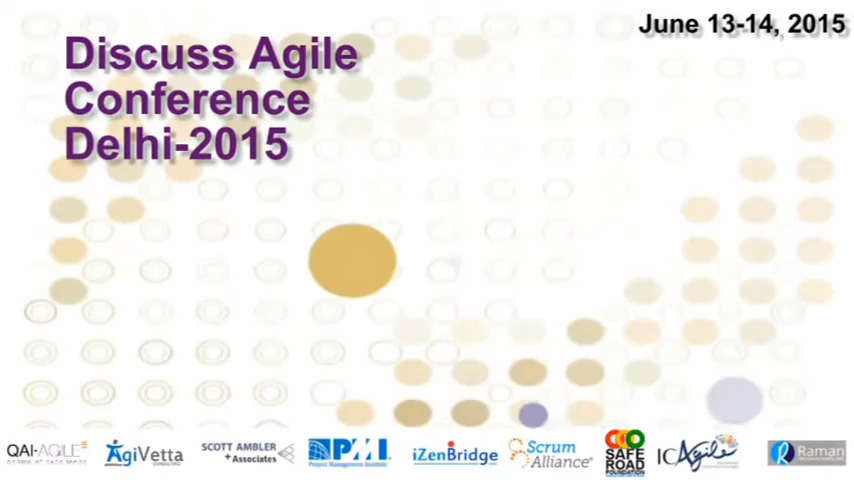 June 13-14, 2015
Discuss Agile
Conference
Delhi-2015
QAI·AGILE
AgiVetta
CONSULTING
SCOTT AMBLER
+ Associates
PMI
Project Management Institute
iZenBridge
Scrum
Alliance®
SAFE
ROAD
FOUNDATION
ICAgile
Raman